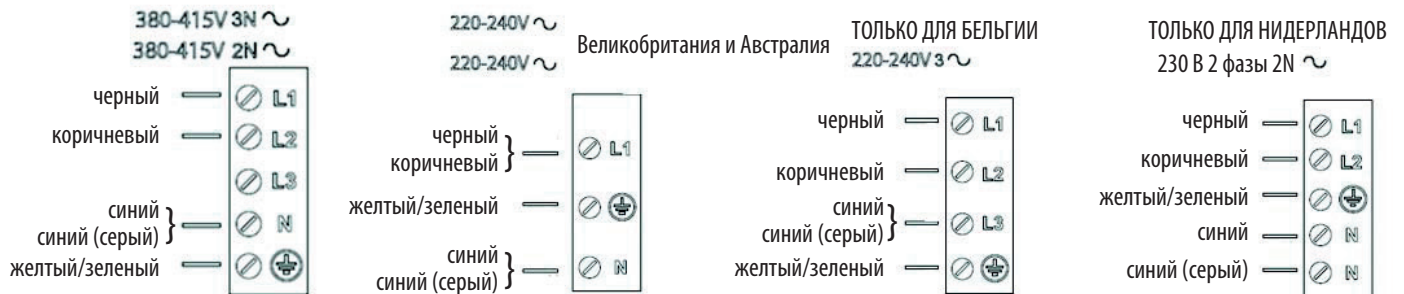 380-415V 3N ~
380-415V 2N ~
черный
L1
коричневый
L2
L3
синий
синий (серый)
N
желтый/зеленый
220-240V ~
220-240V ~
Великобритания и Австралия
черный
коричневый
L1
желтый/зеленый
синий
синий (серый)
N
ТОЛЬКО ДЛЯ БЕЛЬГИИ
220-240V 3 ~
черный
L1
коричневый
L2
синий
синий (серый)
L3
желтый/зеленый
ТОЛЬКО ДЛЯ НИДЕРЛАНДОВ
230 В 2 фазы 2N ~
черный
L1
коричневый
L2
желтый/зеленый
синий
N
синий (серый)
N